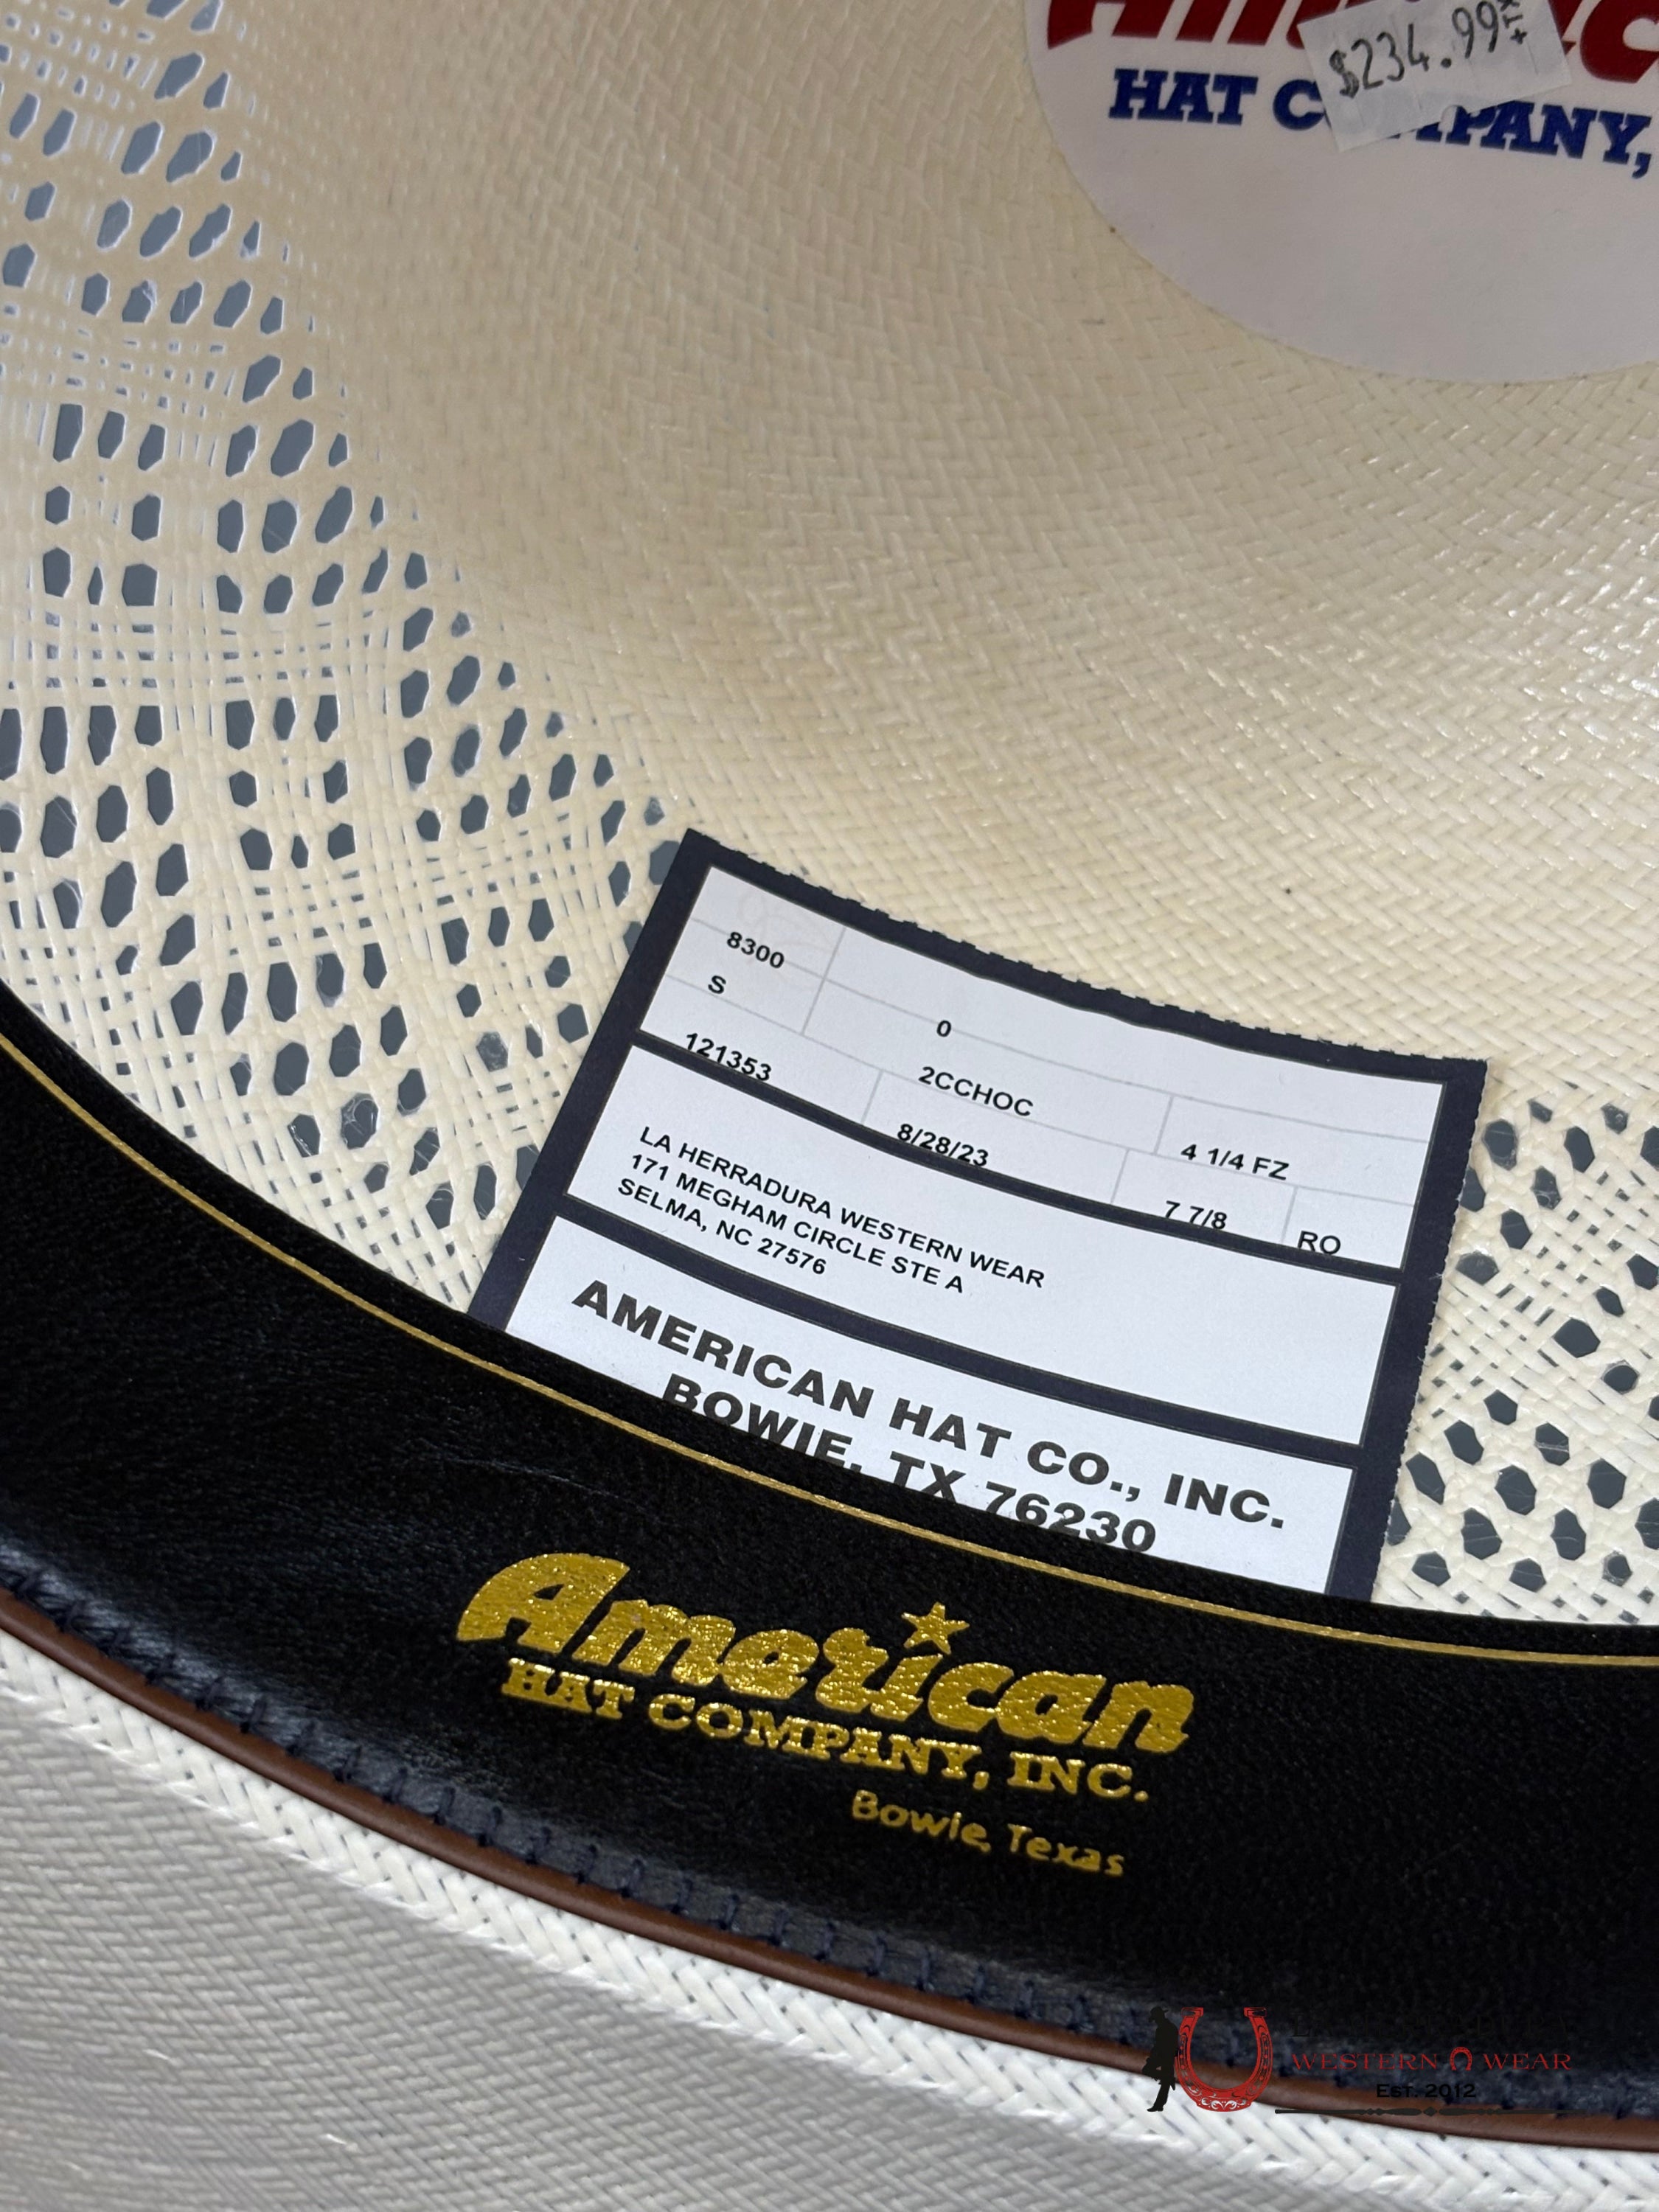 $234.99
HAT COMPANY,
8300
0
S
2CCHOC
4 1/4 FZ
121353
8/28/23
7 7/8
RO
LA HERRADURA WESTERN WEAR
171 MEGHAM CIRCLE STE A
SELMA, NC 27576
AMERICAN HAT CO., INC.
BOWIE, TX 76230
American
HAT COMPANY, INC.
Bowie, Texas
WESTERN WEAR
Est. 2012